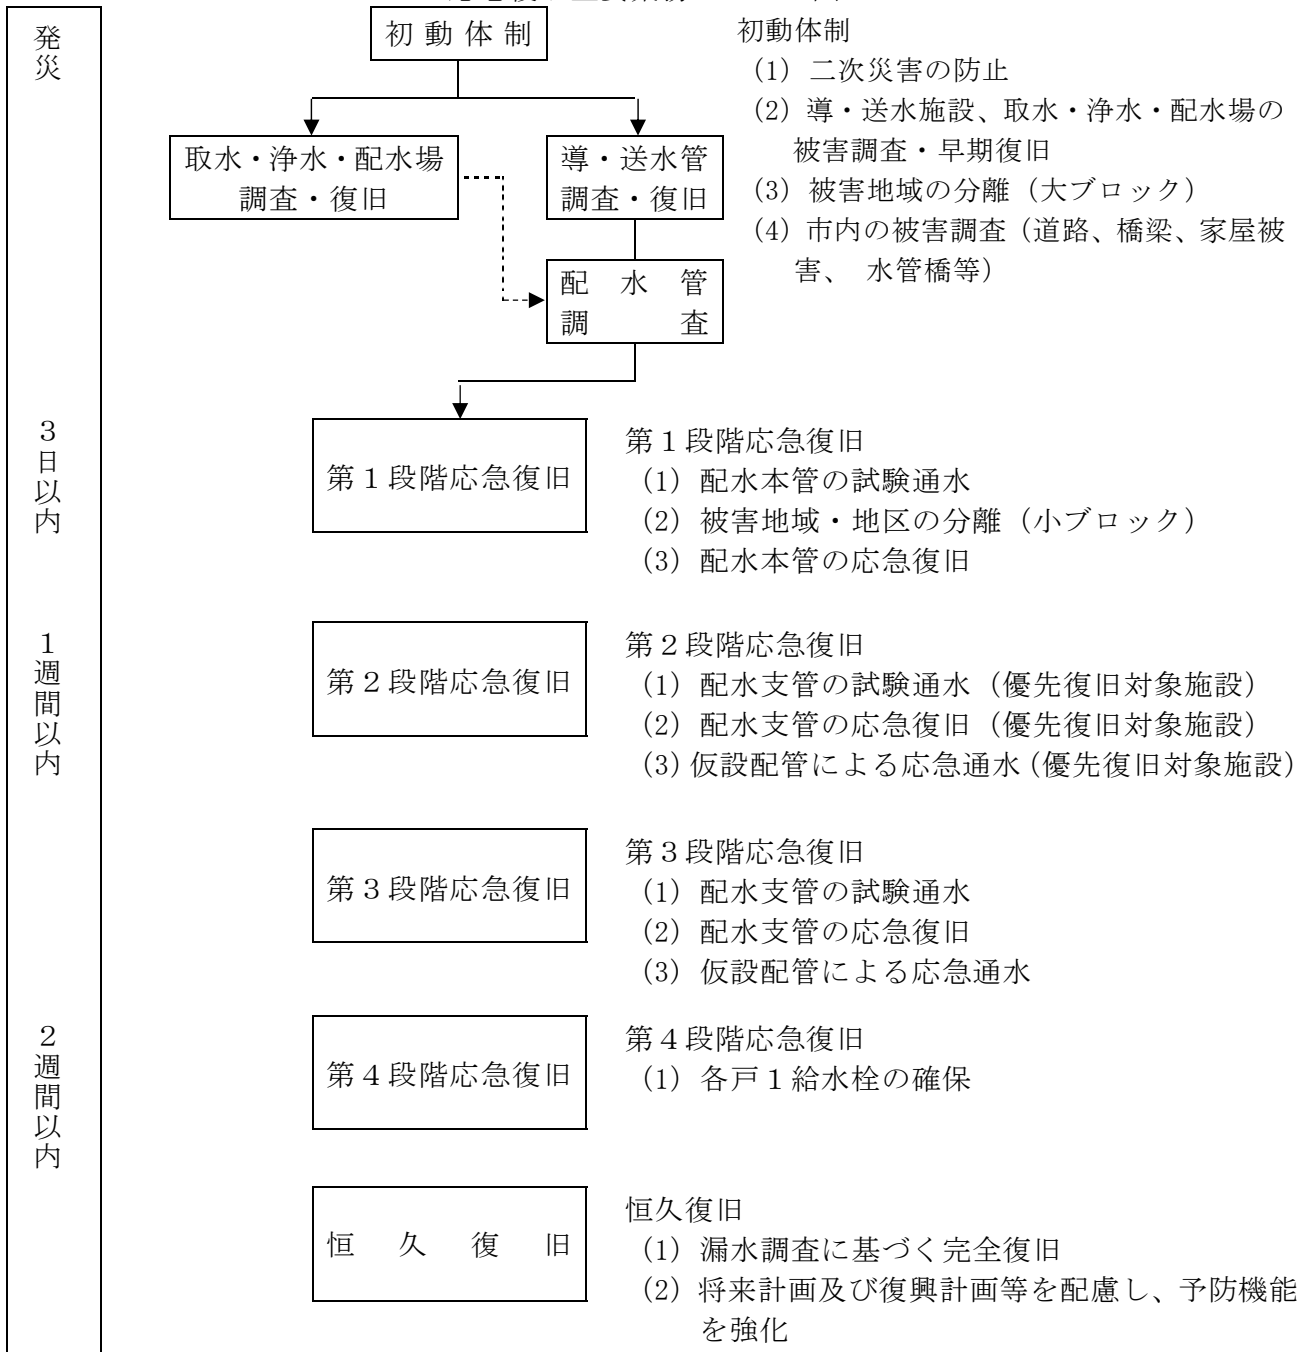 発災
初動体制
初動体制
(1) 二次災害の防止
(2) 導・送水施設、取水・浄水・配水場の
被害調査・早期復旧
(3) 被害地域の分離（大ブロック）
(4) 市内の被害調査（道路、橋梁、家屋被
害、 水管橋等）
取水・浄水・配水場
調査・復旧
導・送水管
調査・復旧
配水管
調査
3日以内
第１段階応急復旧
第１段階応急復旧
(1) 配水本管の試験通水
(2) 被害地域・地区の分離（小ブロック）
(3) 配水本管の応急復旧
1週間以内
第２段階応急復旧
第２段階応急復旧
(1) 配水支管の試験通水（優先復旧対象施設）
(2) 配水支管の応急復旧（優先復旧対象施設）
(3) 仮設配管による応急通水（優先復旧対象施設）
第３段階応急復旧
第３段階応急復旧
(1) 配水支管の試験通水
(2) 配水支管の応急復旧
(3) 仮設配管による応急通水
2週間以内
第４段階応急復旧
第４段階応急復旧
(1) 各戸１給水栓の確保
恒久復旧
恒久復旧
(1) 漏水調査に基づく完全復旧
(2) 将来計画及び復興計画等を配慮し、予防機能
を強化